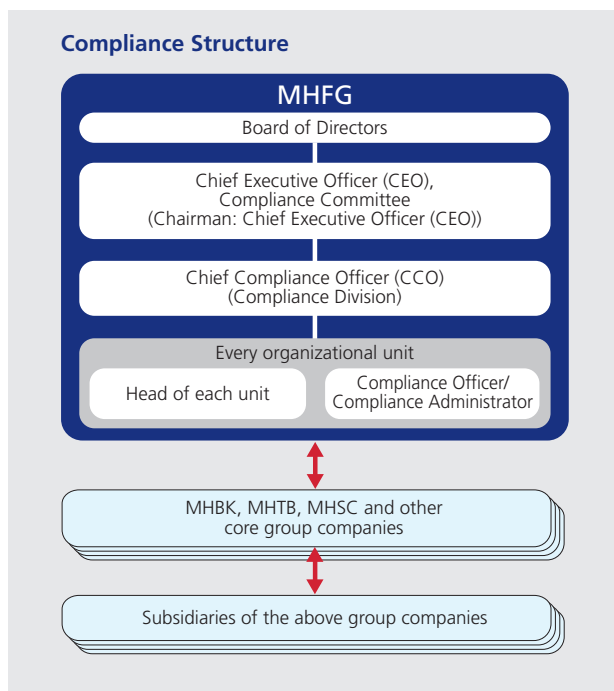 Compliance Structure
MHFG
Board of Directors
Chief Executive Officer (CEO),
Compliance Committee
(Chairman: Chief Executive Officer (CEO))
Chief Compliance Officer (CCO)
(Compliance Division)
Every organizational unit
Head of each unit
Compliance Officer/
Compliance Administrator
MHBK, MHTB, MHSC and other
core group companies
Subsidiaries of the above group companies